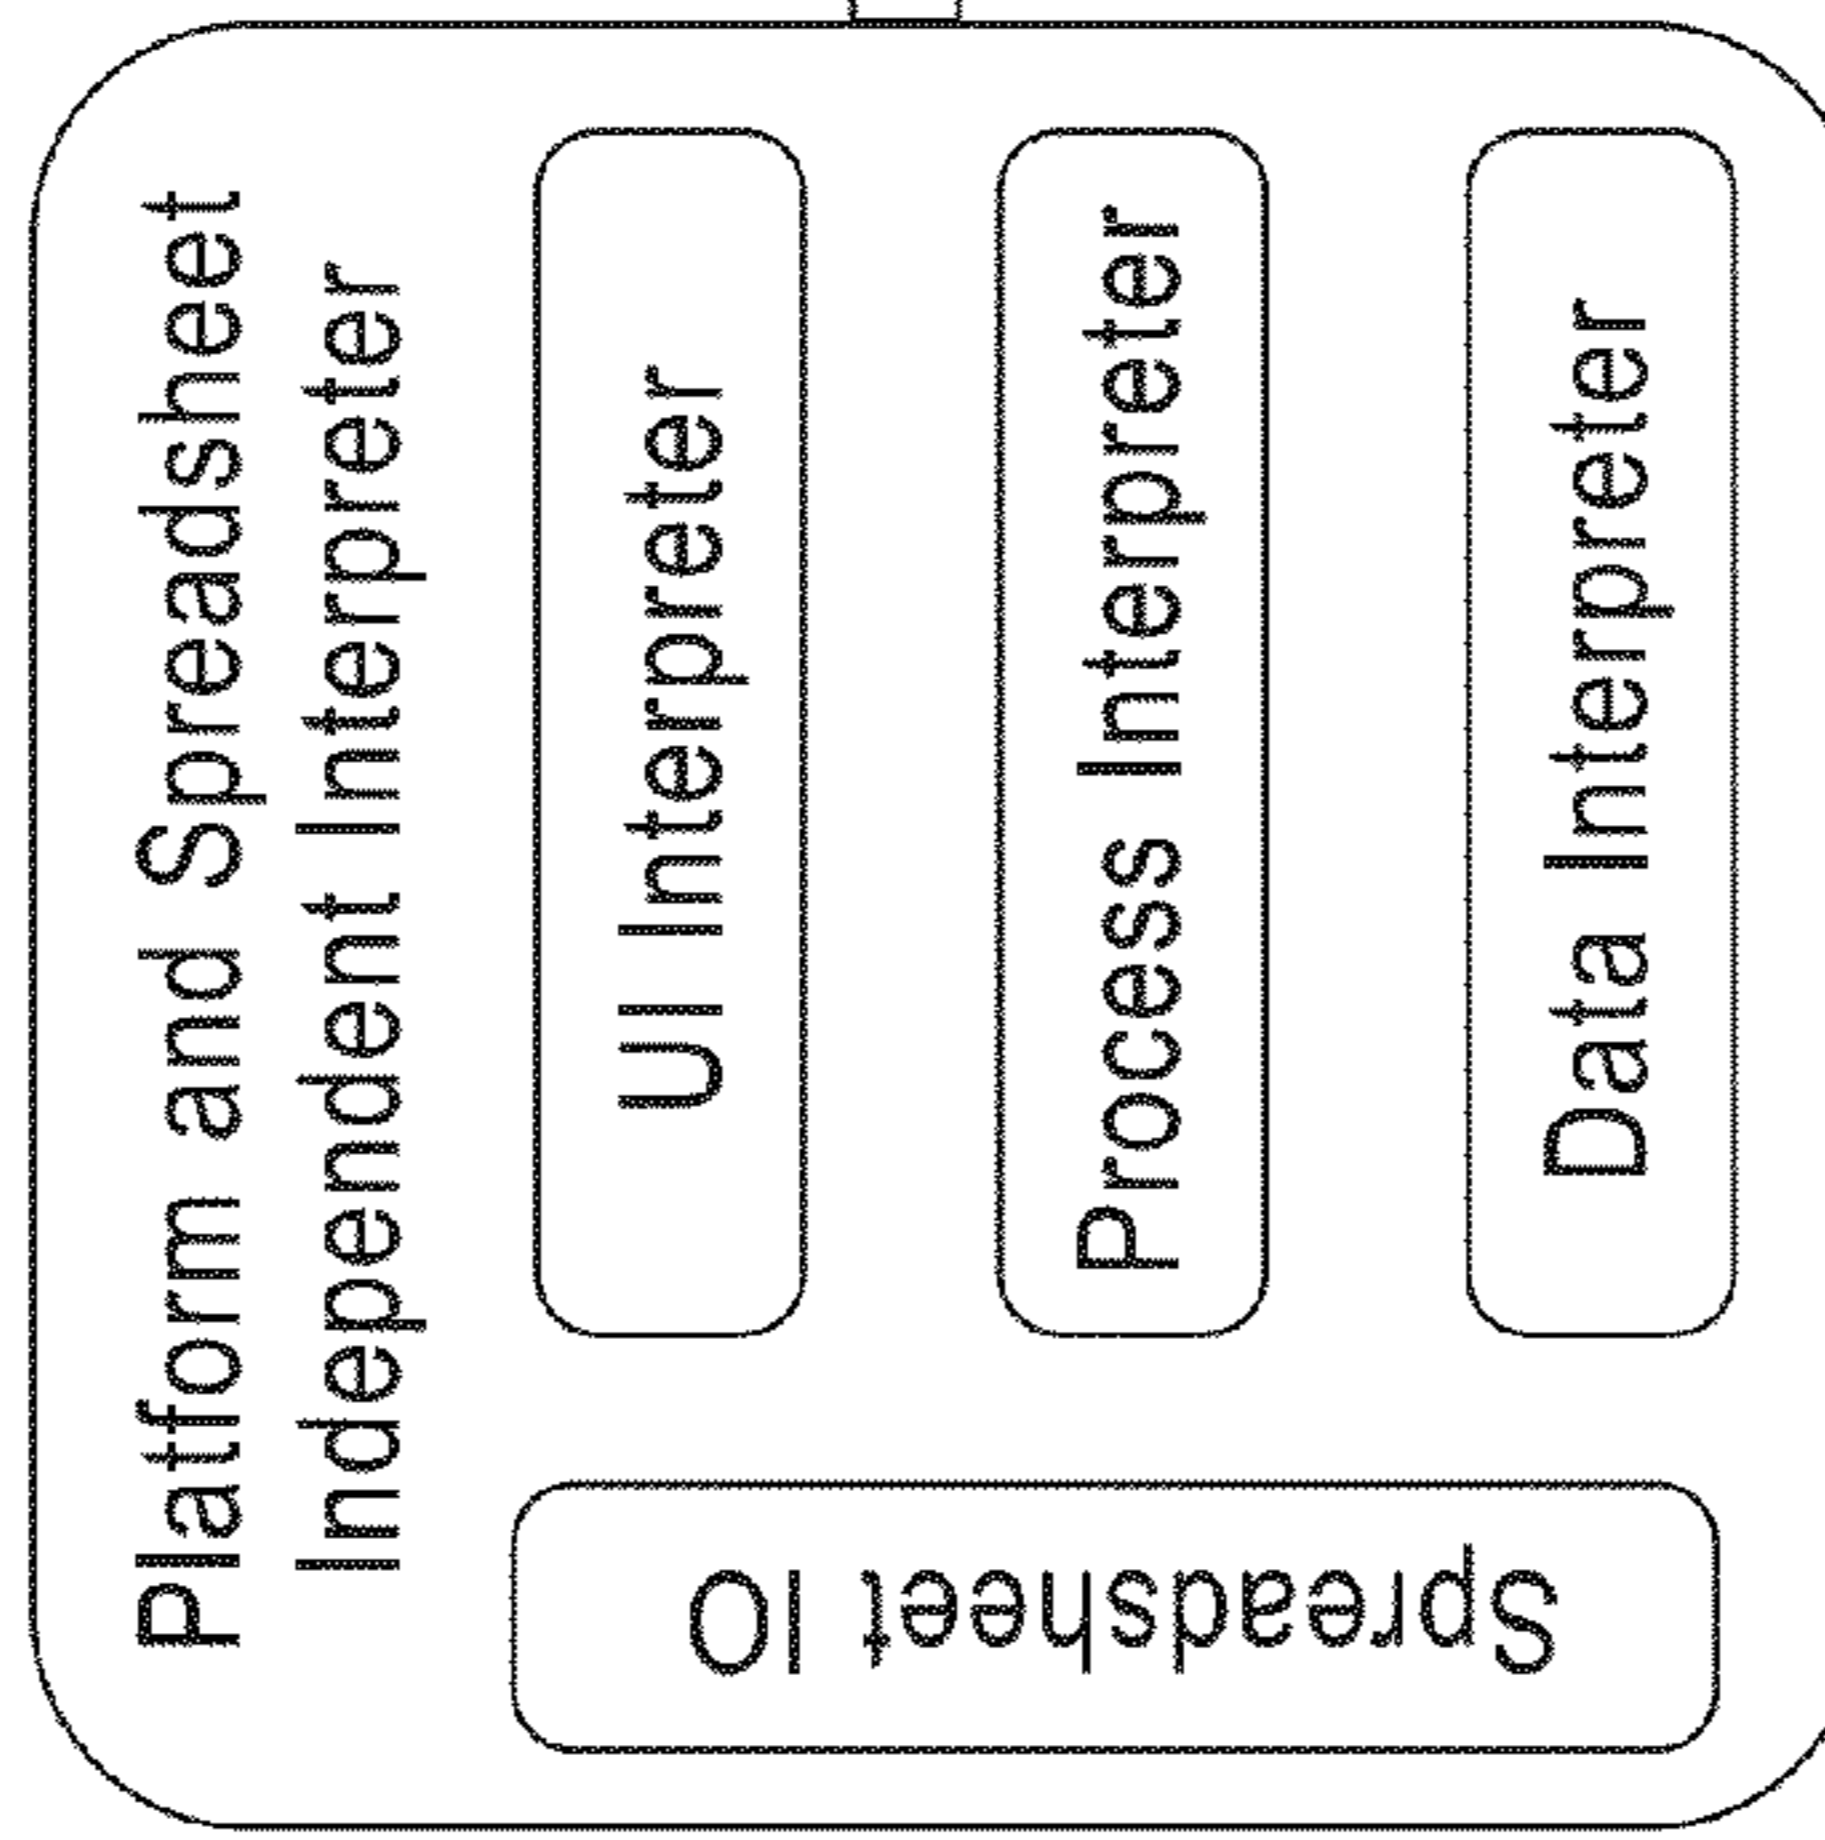 Platform and Spreadsheet
Independent Interpreter
UI Interpreter
Process Interpreter
Data Interpreter
Spreadsheet IO